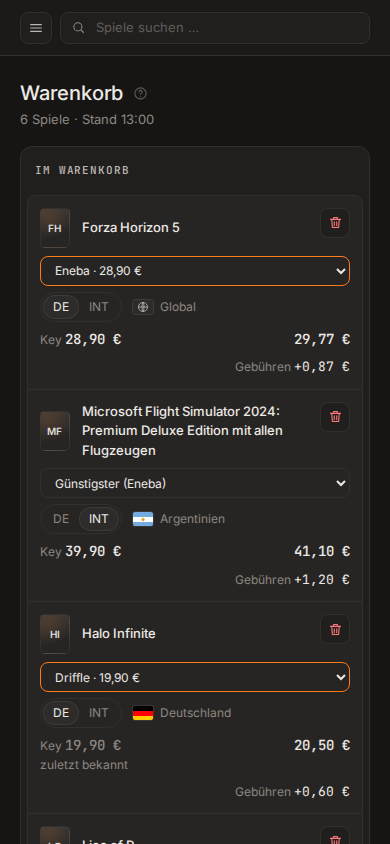 Spiele suchen ...
Warenkorb
6 Spiele · Stand 13:00
IM WARENKORB
FH Forza Horizon 5
Eneba · 28,90 €
DE INT Global
Key 28,90 € 29,77 €
Gebühren +0,87 €
Microsoft Flight Simulator 2024:
MF Premium Deluxe Edition mit allen
Flugzeugen
Günstigster (Eneba)
DE INT Argentinien
Key 39,90 € 41,10 €
Gebühren +1,20 €
HI Halo Infinite
Driffle · 19,90 €
DE INT Deutschland
Key 19,90 € 20,50 €
zuletzt bekannt
Gebühren +0,60 €